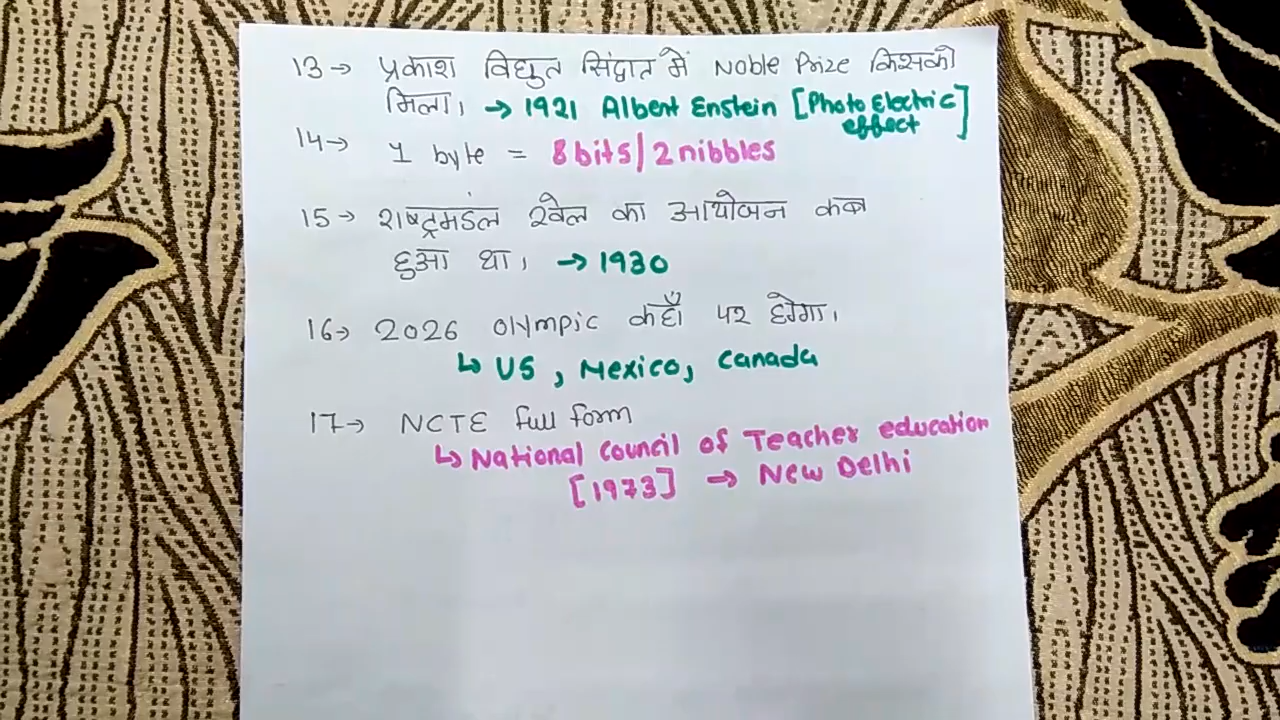 13→ प्रकाश विद्युत सिंद्वात में Noble Prize किसको
मिला। → 1921 Albert Enstein [Photo Electric effect]
14→ 1 byte = 8 bits/2 nibbles
15→ राष्ट्रमडंल खेल का आयोजन कब
हुआ था। → 1930
16→ 2026 Olympic कहाँ पर होगा।
↳ US, Mexico, Canada
17→ NCTE full form
↳ National Council of Teacher education
[1973] → New Delhi